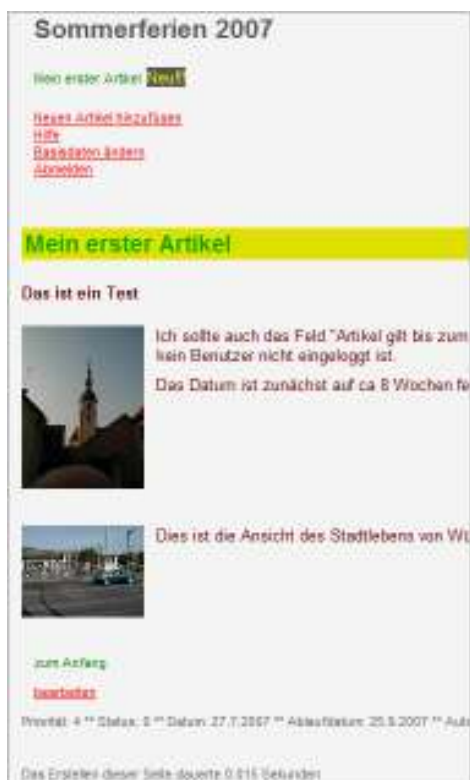 Sommerferien 2007
Mein erster Artikel Neu!!
Neuen Artikel hinzufügen
Hilfe
Basisdaten ändern
Abmelden
Mein erster Artikel
Das ist ein Test
Ich sollte auch das Feld "Artikel gilt bis zum
kein Benutzer nicht eingeloggt ist.
Das Datum ist zunächst auf ca 8 Wochen fe
Dies ist die Ansicht des Stadtlebens von
zum Anfang
bearbeiten
Priorität: 4 ** Status: 0 ** Datum: 27.7.2007 ** Ablaufdatum: 25.9.2007 **
Das Erstellen dieser Seite dauerte 0.015 Sekunden